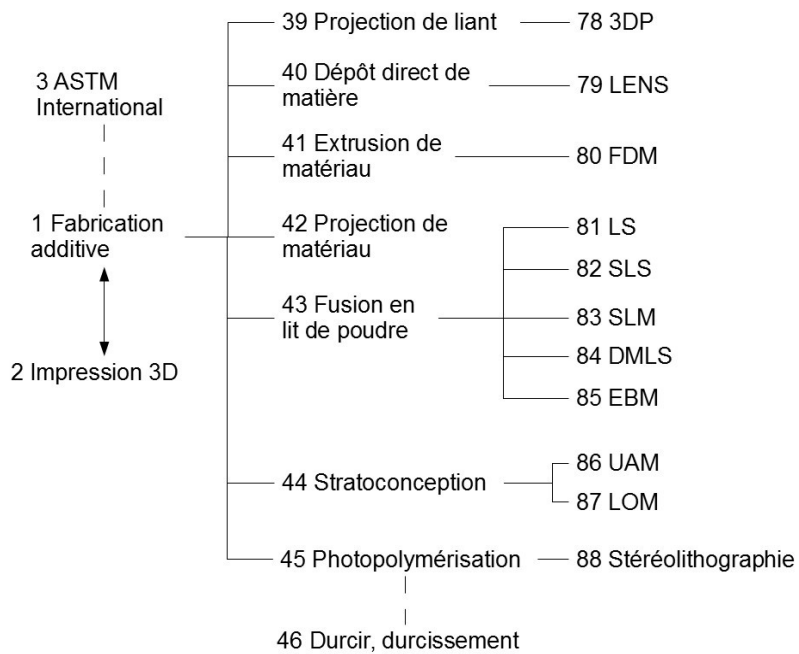 3 ASTM
International
1 Fabrication
additive
2 Impression 3D
39 Projection de liant
78 3DP
40 Dépôt direct de
matière
79 LENS
41 Extrusion de
matériau
80 FDM
42 Projection de
matériau
43 Fusion en
lit de poudre
81 LS
82 SLS
83 SLM
84 DMLS
85 EBM
44 Stratoconception
86 UAM
87 LOM
45 Photopolymérisation
88 Stéréolithographie
46 Durcir, durcissement